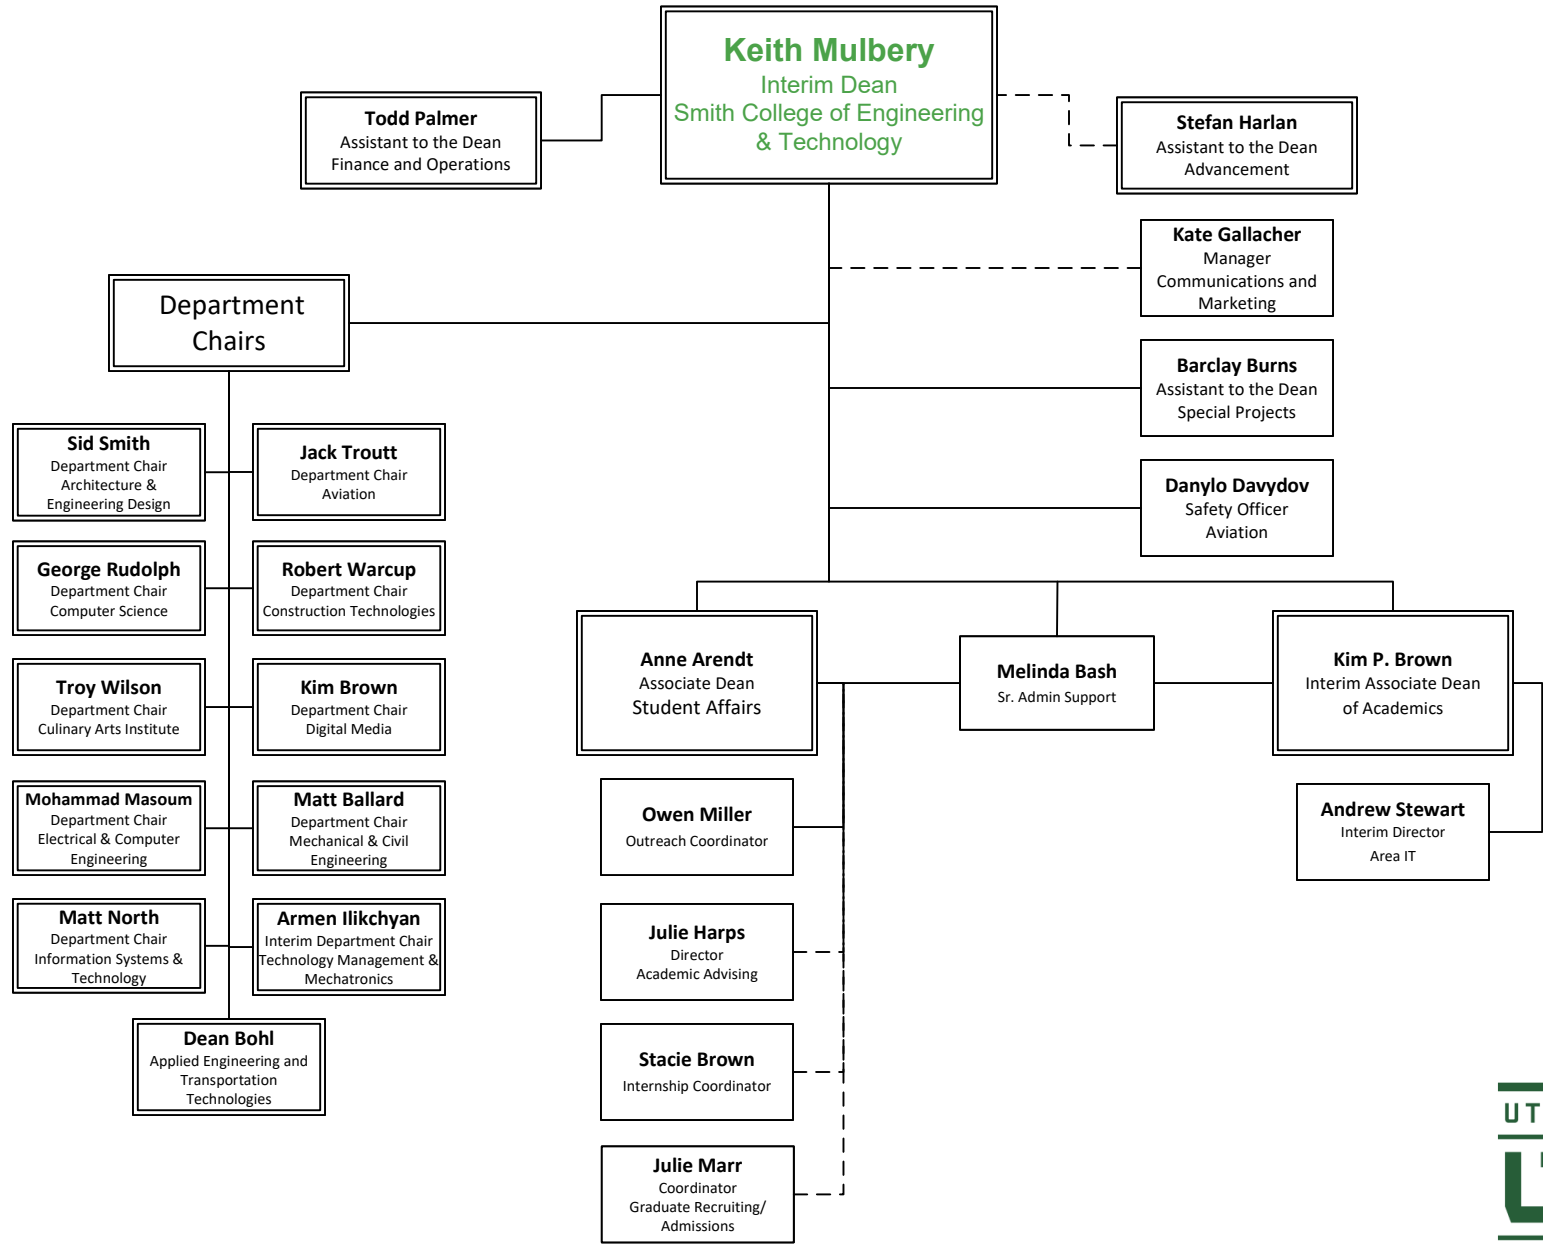 Keith Mulbery
Interim Dean
Smith College of Engineering
& Technology
Todd Palmer
Assistant to the Dean
Finance and Operations
Stefan Harlan
Assistant to the Dean
Advancement
Kate Gallacher
Manager
Communications and
Marketing
Department
Chairs
Barclay Burns
Assistant to the Dean
Special Projects
Danylo Davydov
Safety Officer
Aviation
Sid Smith
Department Chair
Architecture &
Engineering Design
Jack Troutt
Department Chair
Aviation
George Rudolph
Department Chair
Computer Science
Robert Warcup
Department Chair
Construction Technologies
Troy Wilson
Department Chair
Culinary Arts Institute
Kim Brown
Department Chair
Digital Media
Mohammad Masoum
Department Chair
Electrical & Computer
Engineering
Matt Ballard
Department Chair
Mechanical & Civil
Engineering
Matt North
Department Chair
Information Systems &
Technology
Armen Ilikchyan
Interim Department Chair
Technology Management &
Mechatronics
Dean Bohl
Applied Engineering and
Transportation
Technologies
Anne Arendt
Associate Dean
Student Affairs
Melinda Bash
Sr. Admin Support
Kim P. Brown
Interim Associate Dean
of Academics
Owen Miller
Outreach Coordinator
Andrew Stewart
Interim Director
Area IT
Julie Harps
Director
Academic Advising
Stacie Brown
Internship Coordinator
Julie Marr
Coordinator
Graduate Recruiting/
Admissions
UT